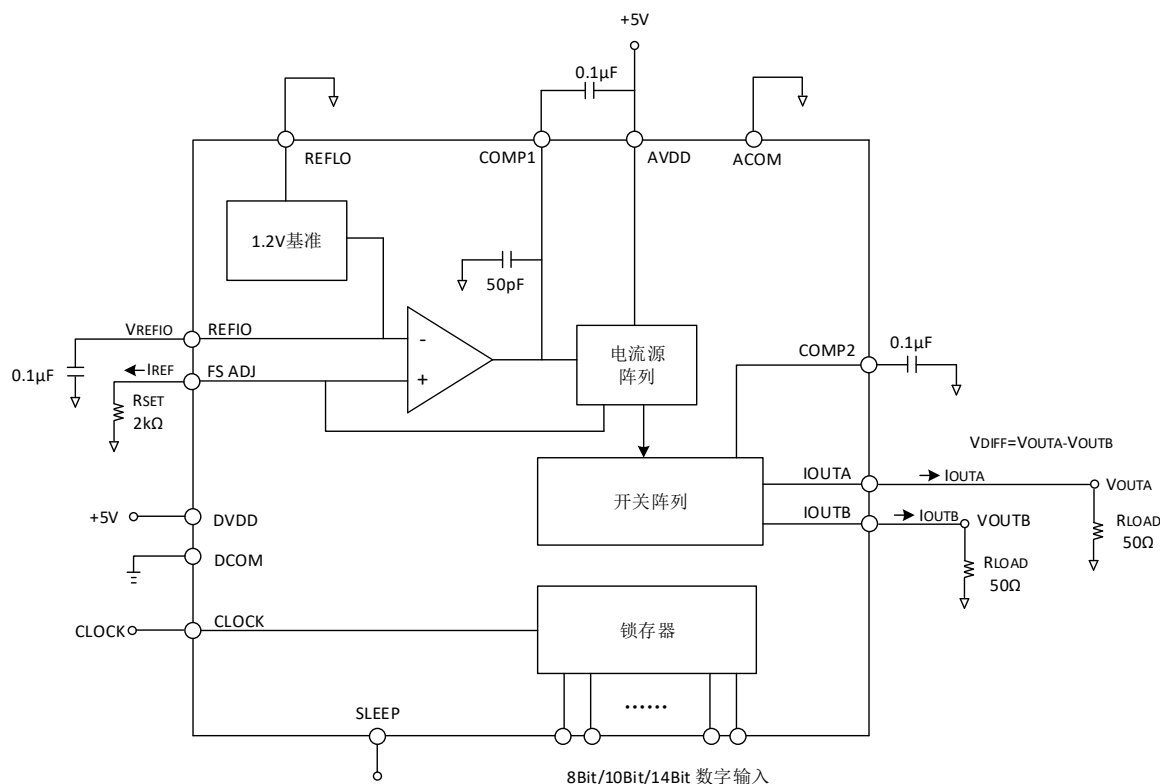 +5V
0.1μF
REFLO
COMP1
AVDD
ACOM
1.2V基准
50pF
VREFIO
REFIO
-
电流源
阵列
COMP2
0.1μF
0.1μF
IREF
FS ADJ
+
RSET
2kΩ
VDIFF=VOUTA-VOUTB
IOUTA
IOUTA
VOUTA
开关阵列
+5V
DVDD
IOUTB
IOUTB
VOUTB
RLOAD
50Ω
DCOM
RLOAD
50Ω
CLOCK
CLOCK
锁存器
SLEEP
......
8Bit/10Bit/14Bit 数字输入